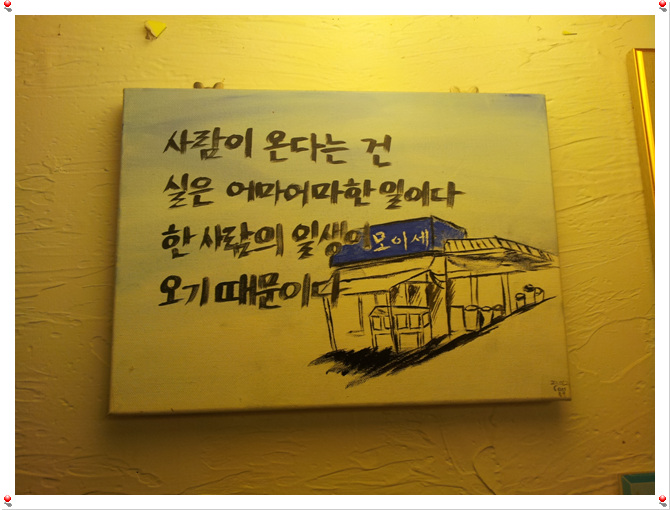 사람이 온다는 건
실은 어마어마한 일이다
한 사람의 일생이
오기 때문이다
모이세